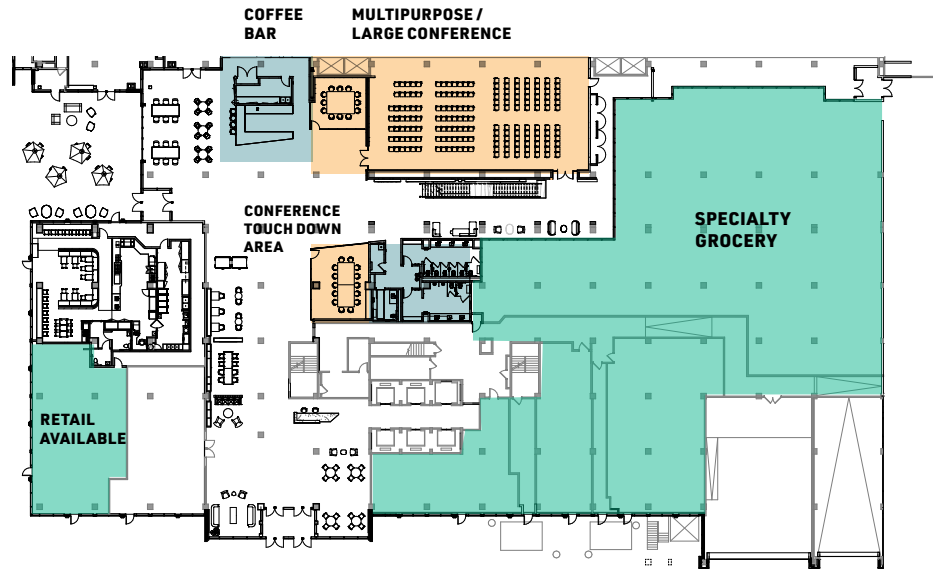 COFFEE
BAR
MULTIPURPOSE /
LARGE CONFERENCE
CONFERENCE
TOUCH DOWN
AREA
SPECIALTY
GROCERY
RETAIL
AVAILABLE